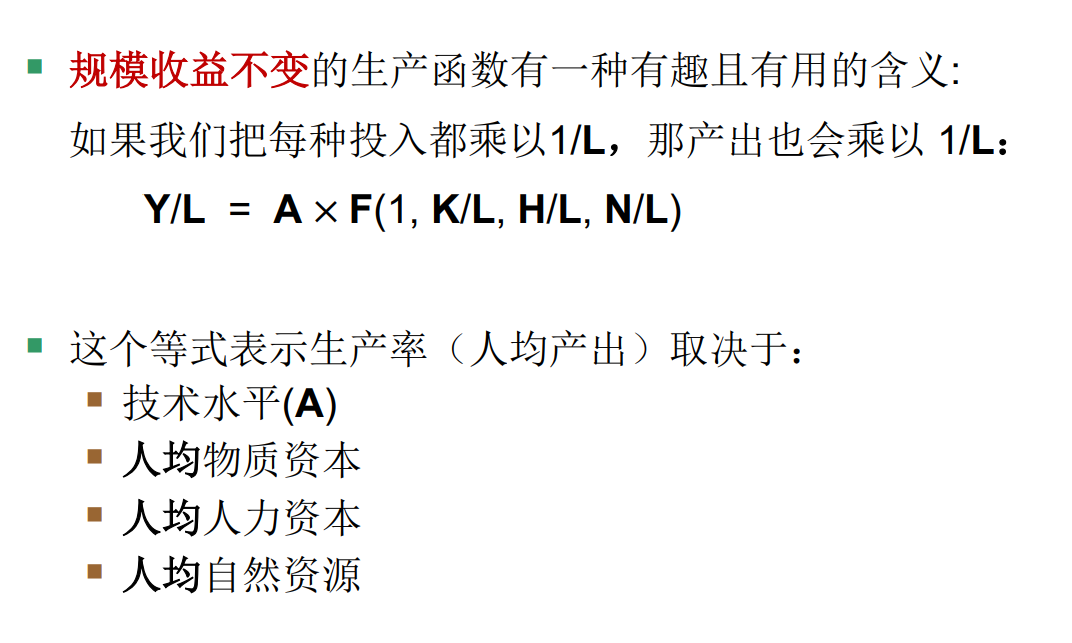 规模收益不变的生产函数有一种有趣且有用的含义:
如果我们把每种投入都乘以1/L，那产出也会乘以 1/L：
Y/L = A × F(1, K/L, H/L, N/L)
这个等式表示生产率（人均产出）取决于：
技术水平(A)
人均物质资本
人均人力资本
人均自然资源